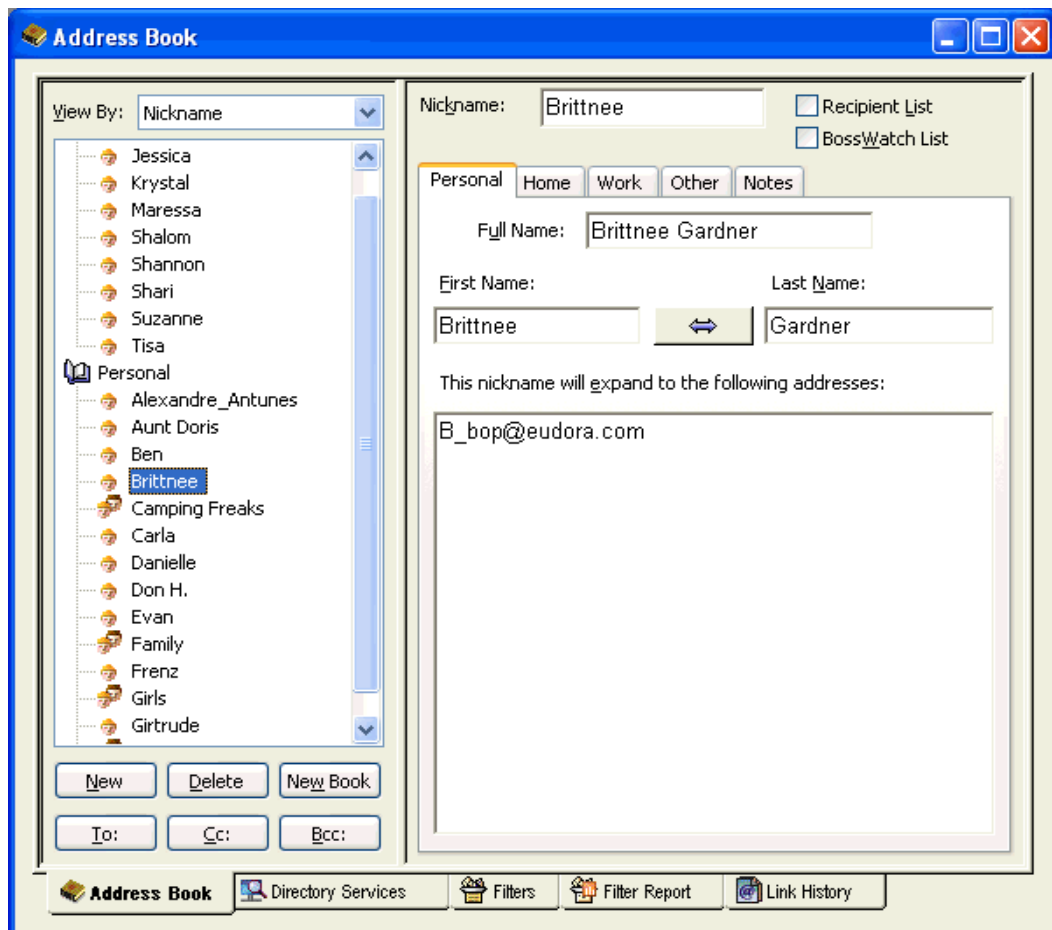 Address Book
View By: Nickname
Jessica
Krystal
Maressa
Shalom
Shannon
Shari
Suzanne
Tisa
Personal
Alexandre_Antunes
Aunt Doris
Ben
Brittnee
Camping Freaks
Carla
Danielle
Don H.
Evan
Family
Frenz
Girls
Girtrude
New Delete New Book
To: Cc: Bcc:
Nickname: Brittnee
Recipient List
BossWatch List
Personal Home Work Other Notes
Full Name: Brittnee Gardner
First Name: Last Name:
Brittnee Gardner
This nickname will expand to the following addresses:
B_bop@eudora.com
Address Book Directory Services Filters Filter Report Link History